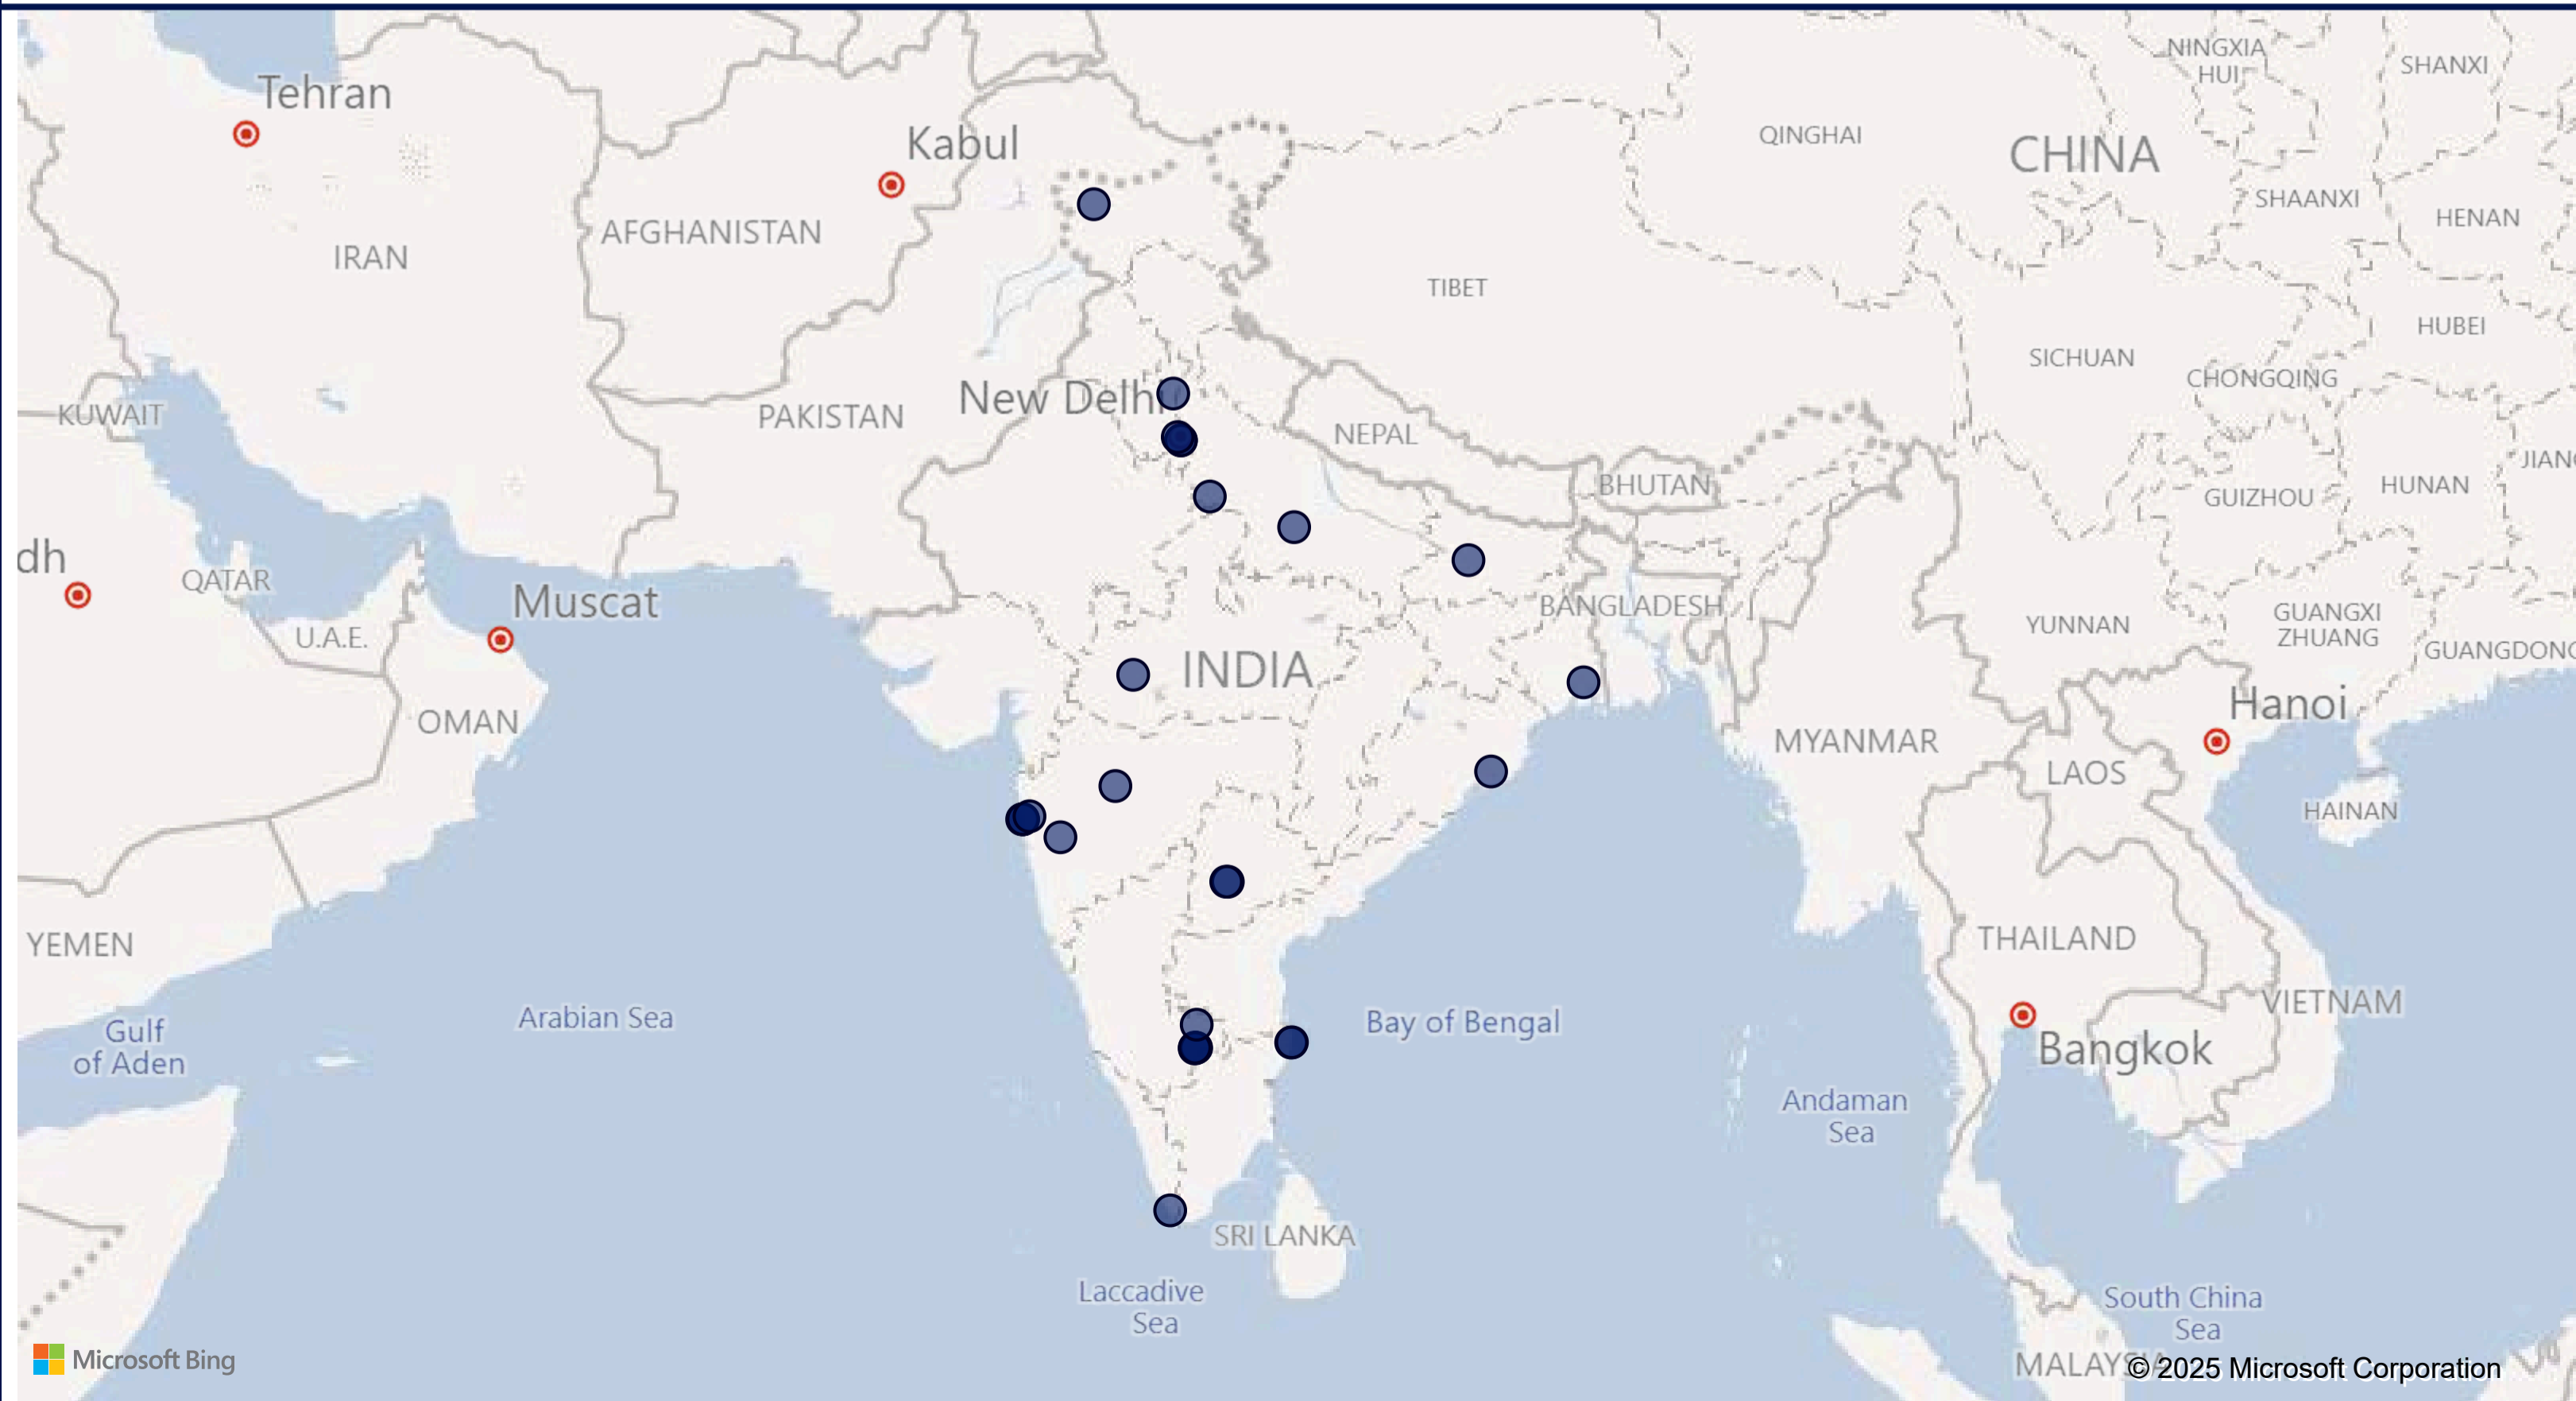 NINGXIA
HUI
SHANXI
Tehran
Kabul
QINGHAI
CHINA
SHAANXI
HENAN
AFGHANISTAN
IRAN
TIBET
HUBEI
SICHUAN
CHONGQING
New Delhi
KUWAIT
PAKISTAN
NEPAL
JIANG
BHUTAN
GUIZHOU
HUNAN
dh
QATAR
Muscat
BANGLADESH
GUANGXI
ZHUANG
YUNNAN
U.A.E.
GUANGDONG
INDIA
Hanoi
OMAN
MYANMAR
LAOS
HAINAN
YEMEN
THAILAND
VIETNAM
Arabian Sea
Bay of Bengal
Gulf
of Aden
Bangkok
Andaman
Sea
SRI LANKA
Laccadive
Sea
South China
Sea
Microsoft Bing
MALAYSIA
© 2025 Microsoft Corporation